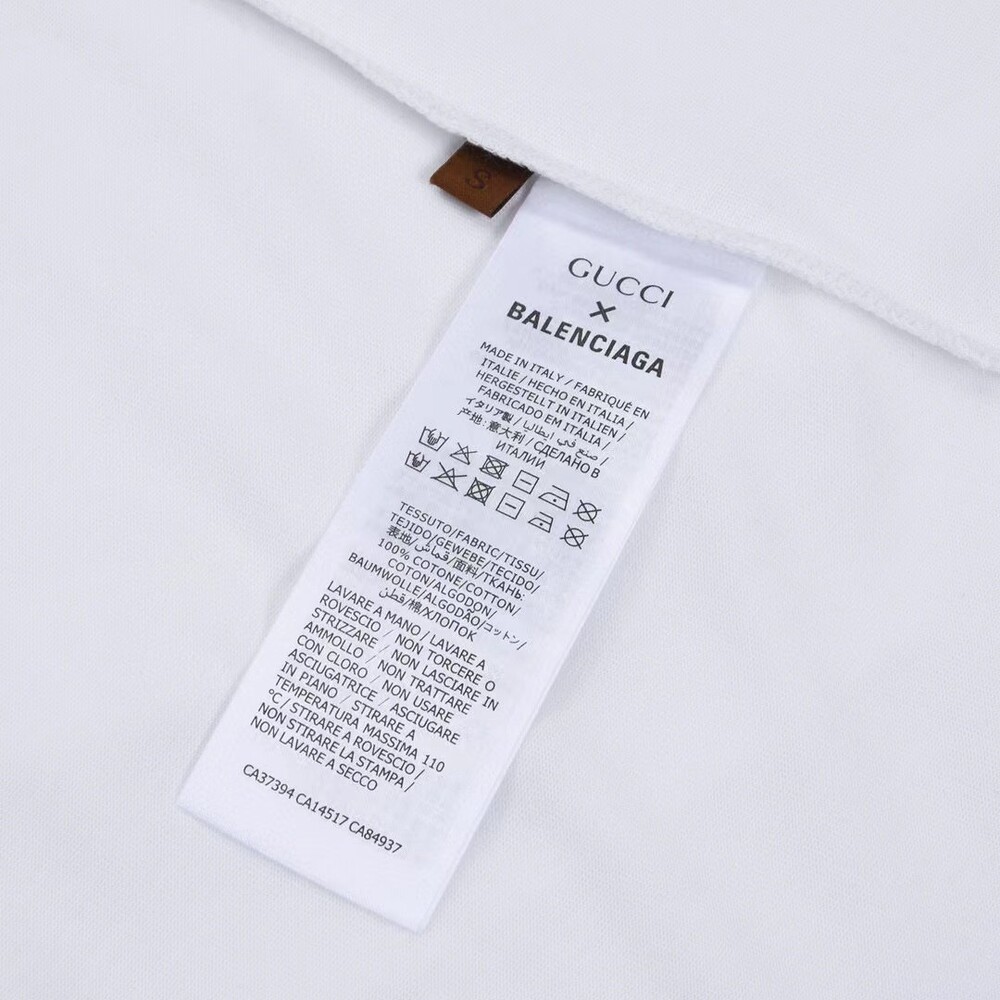 S
GUCCI
X
BALENCIAGA
MADE IN ITALY / FABRIQUÉ EN
ITALIE / HECHO EN ITALIA /
HERGESTELLT IN ITALIEN /
FABRICADO EM ITÁLIA /
イタリア製 / صنع في ايطاليا /
产地：意大利 / СДЕЛАНО В
ИТАЛИИ
TESSUTO/FABRIC/TISSU/
TEJIDO/GEWEBE/TECIDO/
表地/قماش/面料/ТКАНЬ
100% COTONE/COTTON/
COTON/ALGODON/
BAUMWOLLE/ALGODÃO/コットン/
قطن/棉/ХЛОПОК
LAVARE A MANO / LAVARE A
ROVESCIO / NON TORCERE O
STRIZZARE / NON LASCIARE IN
AMMOLLO / NON TRATTARE
CON CLORO / NON USARE
ASCIUGATRICE / ASCIUGARE
IN PIANO / STIRARE A
TEMPERATURA MASSIMA 110
°C / STIRARE A ROVESCIO /
NON STIRARE LA STAMPA /
NON LAVARE A SECCO
CA37394 CA14517 CA84937